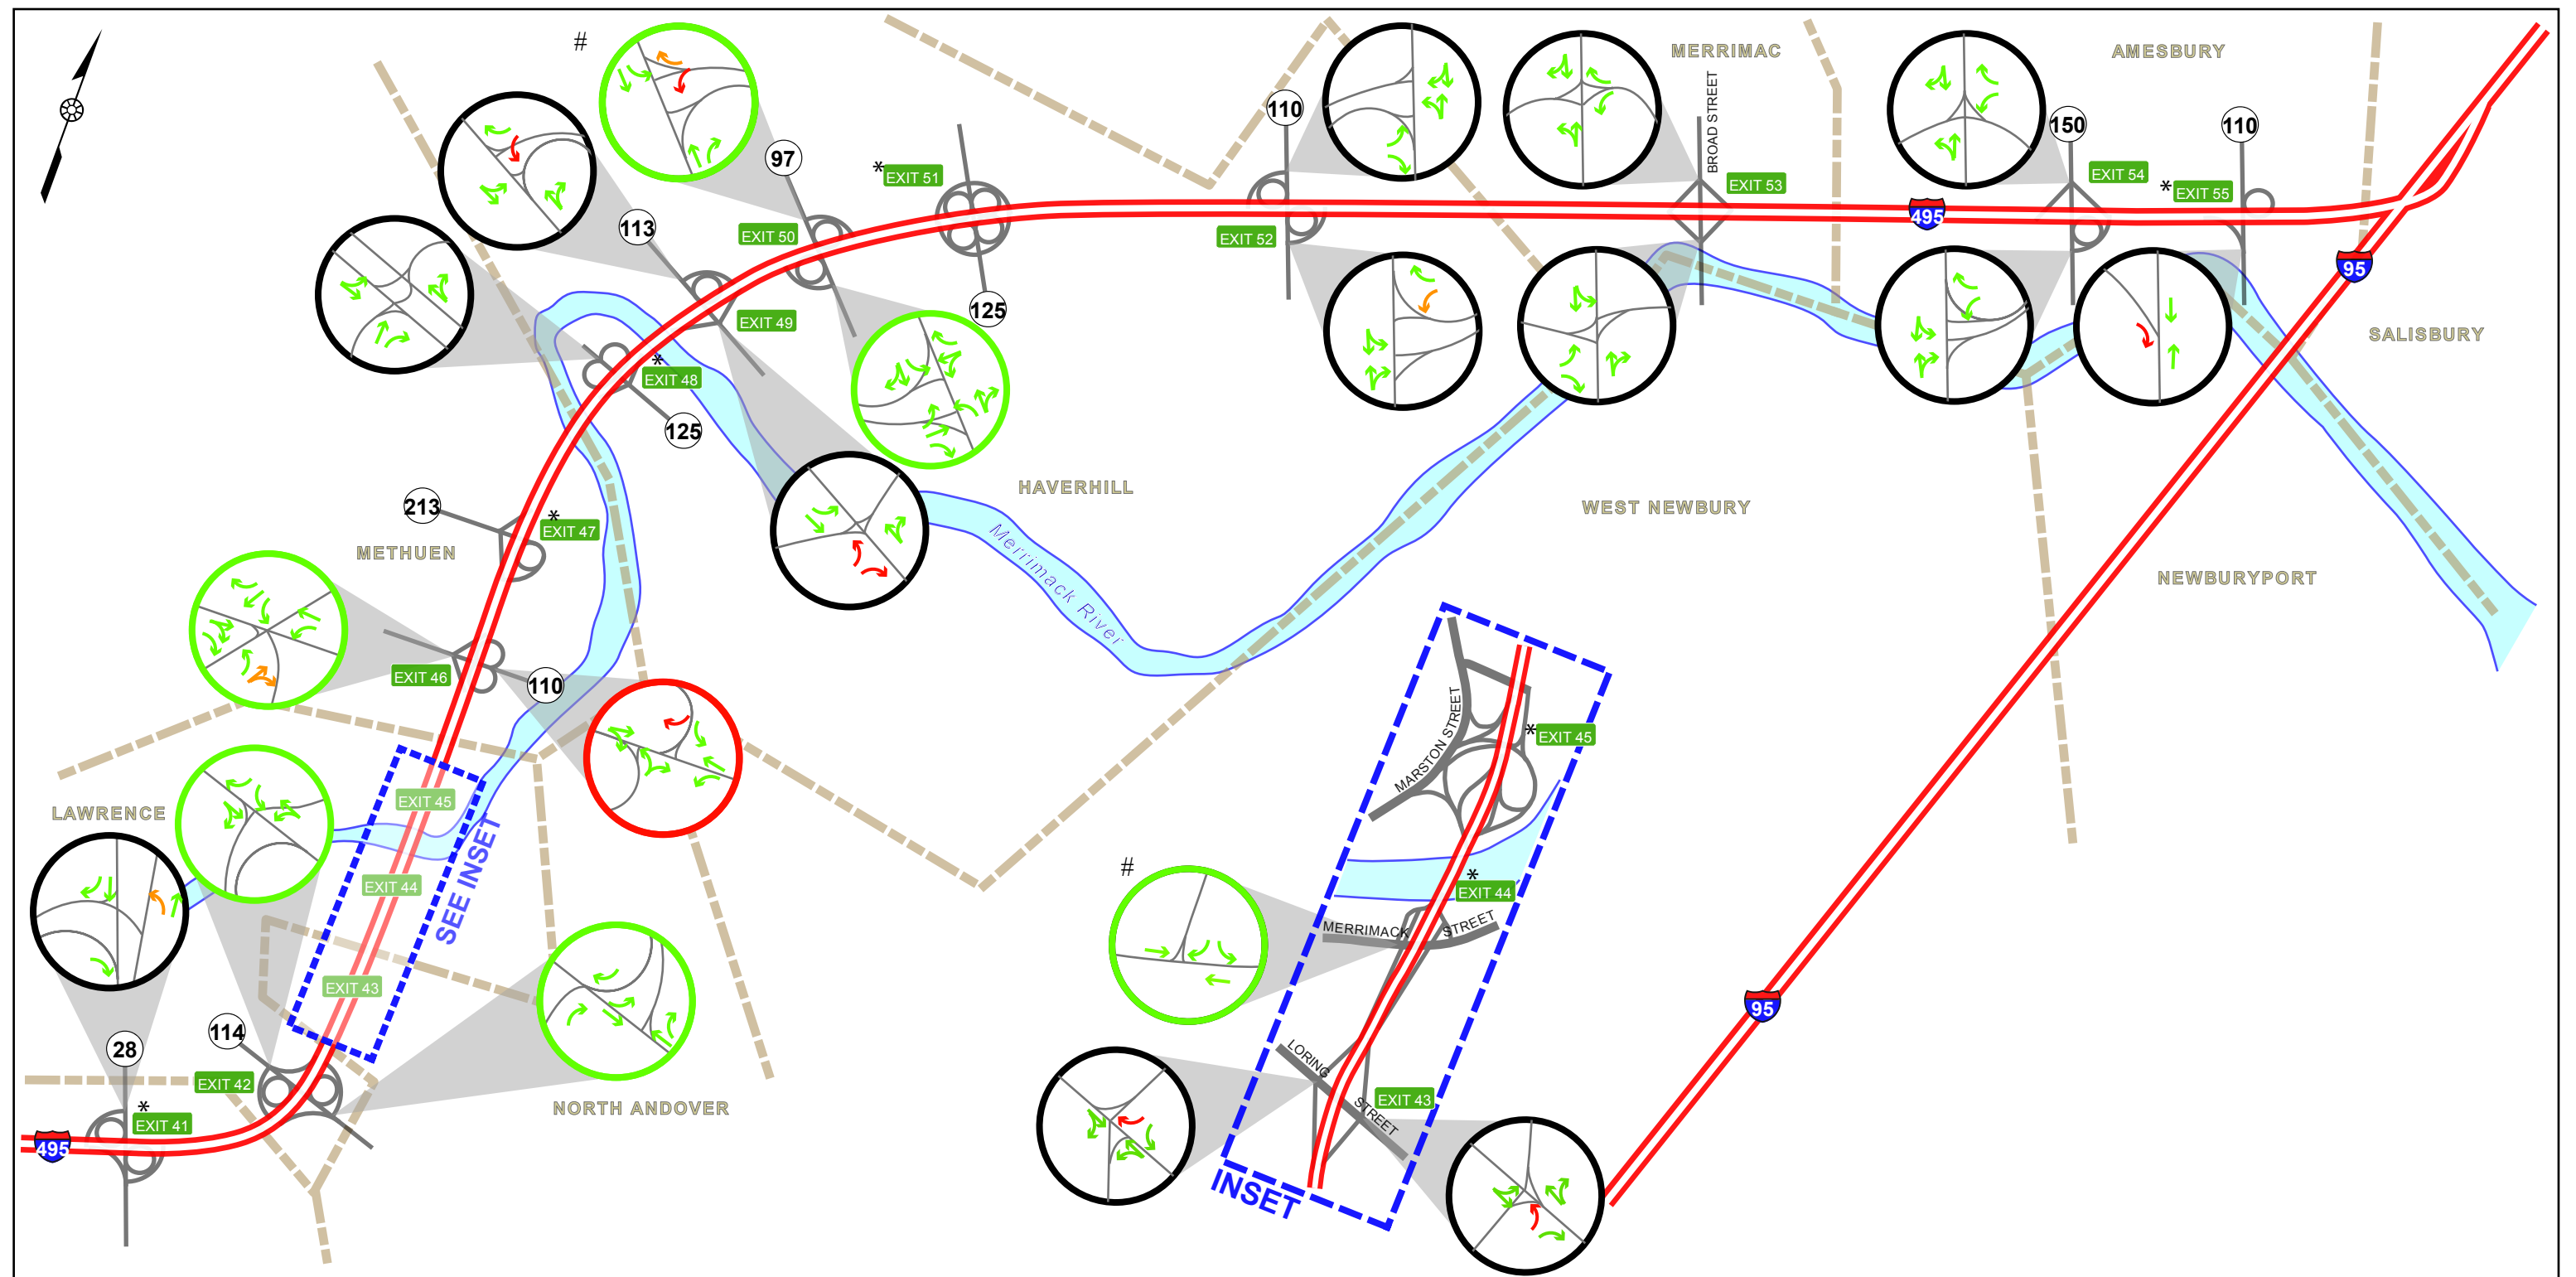 #
MERRIMAC
AMESBURY
BROAD STREET
110
150
110
97
* EXIT 51
EXIT 54
EXIT 53
* EXIT 55
113
EXIT 50
EXIT 52
495
95
125
EXIT 49
SALISBURY
*
EXIT 48
125
HAVERHILL
WEST NEWBURY
213
*
EXIT 47
METHUEN
Merrimack River
NEWBURYPORT
EXIT 46
110
MARSTON STREET
* EXIT 45
EXIT 45
LAWRENCE
SEE INSET
#
*
EXIT 44
EXIT 44
MERRIMACK STREET
EXIT 43
95
28
114
LORING STREET
EXIT 42
EXIT 43
*
EXIT 41
NORTH ANDOVER
495
INSET